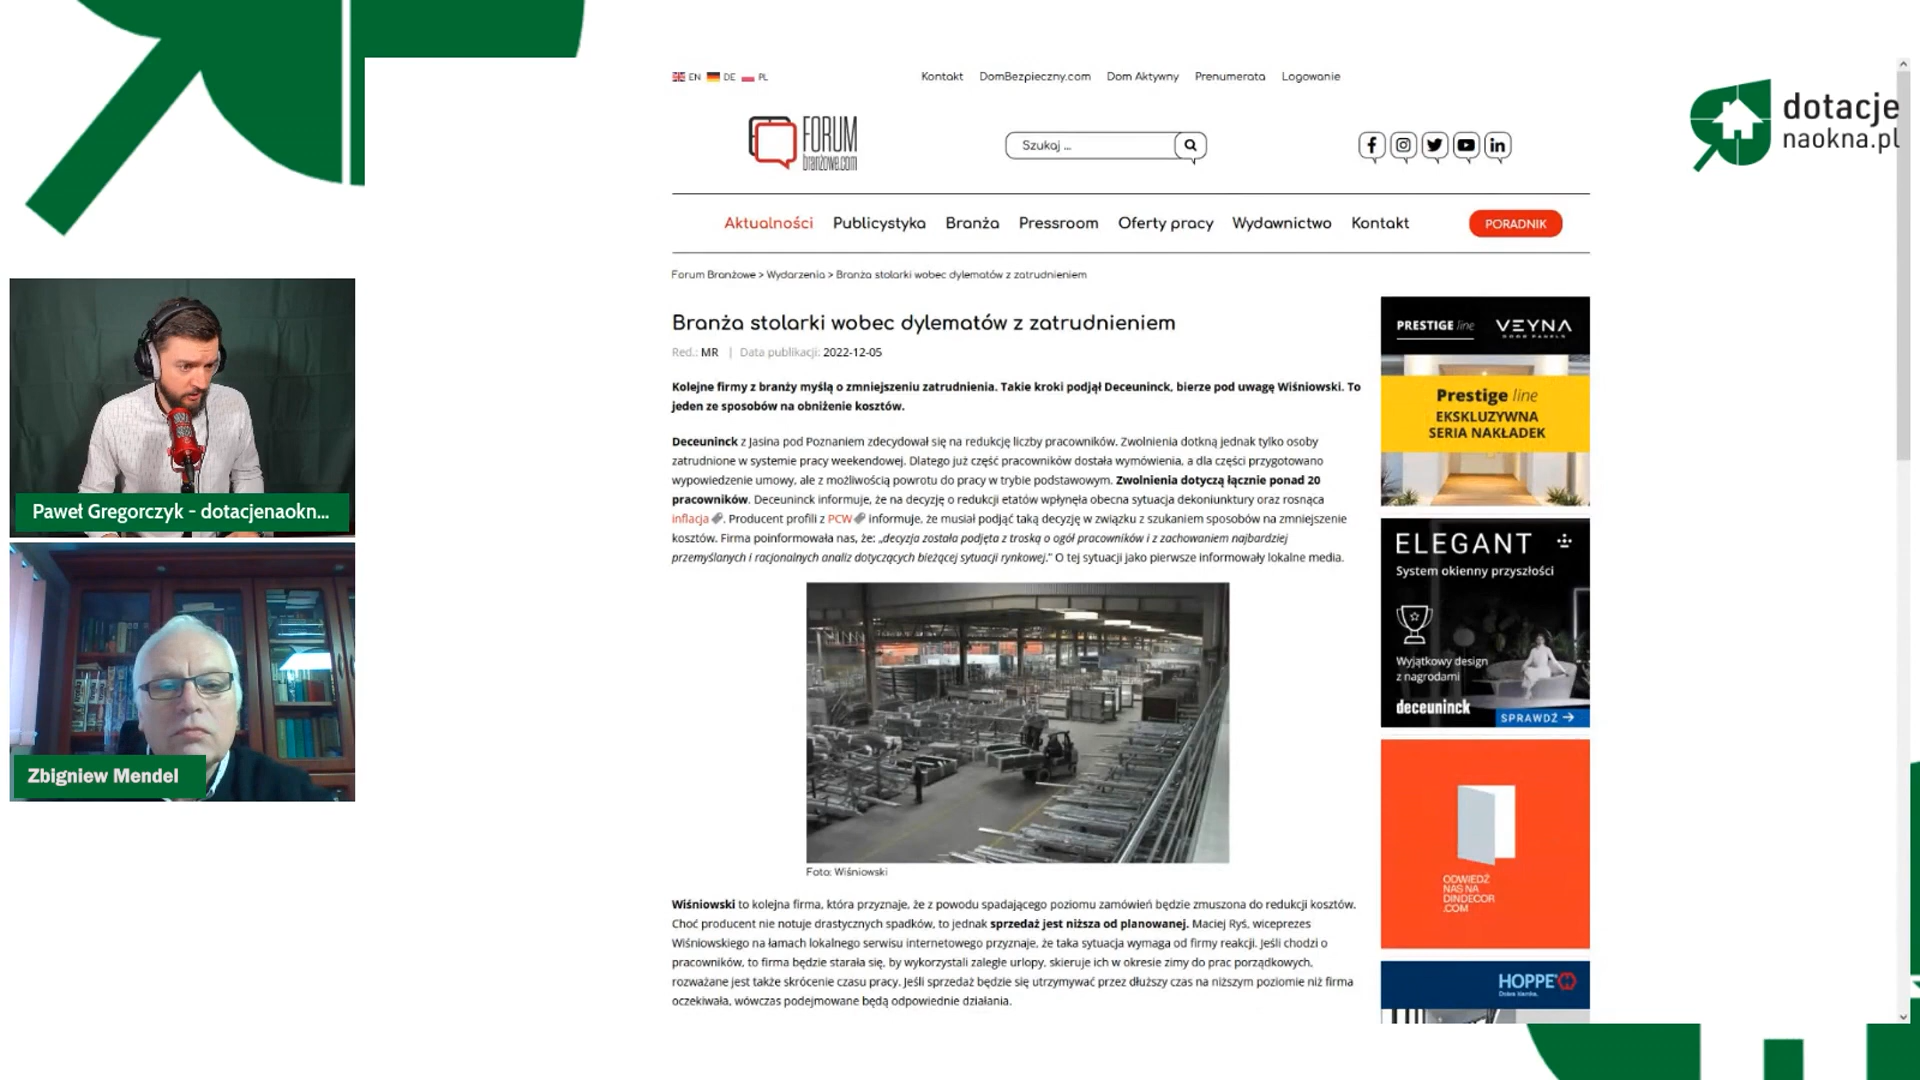 EN DE PL
Kontakt DomBezpieczny.com Dom Aktywny Prenumerata Logowanie
FORUM
branżowe.com
Szukaj ...
dotacje
naokna.pl
Aktualności Publicystyka Branża Pressroom Oferty pracy Wydawnictwo Kontakt PORADNIK
Forum Branżowe > Wydarzenia > Branża stolarki wobec dylematów z zatrudnieniem
Branża stolarki wobec dylematów z zatrudnieniem
Red.: MR | Data publikacji: 2022-12-05
Kolejne firmy z branży myślą o zmniejszeniu zatrudnienia. Takie kroki podjął Deceuninck, bierze pod uwagę Wiśniowski. To
jeden ze sposobów na obniżenie kosztów.
Deceuninck z Jasina pod Poznaniem zdecydował się na redukcję liczby pracowników. Zwolnienia dotkną jednak tylko osoby
zatrudnione w systemie pracy weekendowej. Dlatego już część pracowników dostała wymówienia, a dla części przygotowano
wypowiedzenie umowy, ale z możliwością powrotu do pracy w trybie podstawowym. Zwolnienia dotyczą łącznie ponad 20
pracowników. Deceuninck informuje, że na decyzję o redukcji etatów wpłynęła obecna sytuacja dekoniunktury oraz rosnąca
inflacja. Producent profili z PCW informuje, że musiał podjąć taką decyzję w związku z szukaniem sposobów na zmniejszenie
kosztów. Firma poinformowała nas, że: „decyzja została podjęta z troską o ogół pracowników i z zachowaniem najbardziej
przemyślanych i racjonalnych analiz dotyczących bieżącej sytuacji rynkowej." O tej sytuacji jako pierwsze informowały lokalne media.
Foto: Wiśniowski
Wiśniowski to kolejna firma, która przyznaje, że z powodu spadającego poziomu zamówień będzie zmuszona do redukcji kosztów.
Choć producent nie notuje drastycznych spadków, to jednak sprzedaż jest niższa od planowanej. Maciej Ryś, wiceprezes
Wiśniowskiego na łamach lokalnego serwisu internetowego przyznaje, że taka sytuacja wymaga od firmy reakcji. Jeśli chodzi o
pracowników, to firma będzie starała się, by wykorzystali zaległe urlopy, skieruje ich w okresie zimy do prac porządkowych,
rozważane jest także skrócenie czasu pracy. Jeśli sprzedaż będzie się utrzymywać przez dłuższy czas na niższym poziomie niż firma
oczekiwała, wówczas podejmowane będą odpowiednie działania.
PRESTIGE line VEYNA
DOOR PANELS
Prestige line
EKSKLUZYWNA
SERIA NAKŁADEK
ELEGANT
System okienny przyszłości
Wyjątkowy design
z nagrodami
deceuninck
SPRAWDŹ →
ODWIEDŹ
NAS NA
DINDECOR
.COM
HOPPE
Dobra klamka.
Paweł Gregorczyk - dotacjenaokn...
Zbigniew Mendel